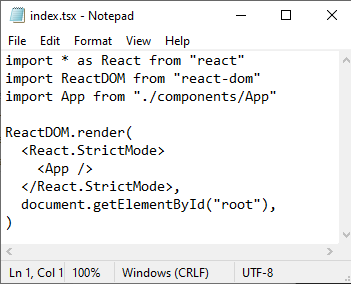 index.tsx - Notepad
File Edit Format View Help
import * as React from "react"
import ReactDOM from "react-dom"
import App from "./components/App"

ReactDOM.render(
  <React.StrictMode>
    <App />
  </React.StrictMode>,
  document.getElementById("root"),
)
Ln 1, Col 1 100% Windows (CRLF) UTF-8